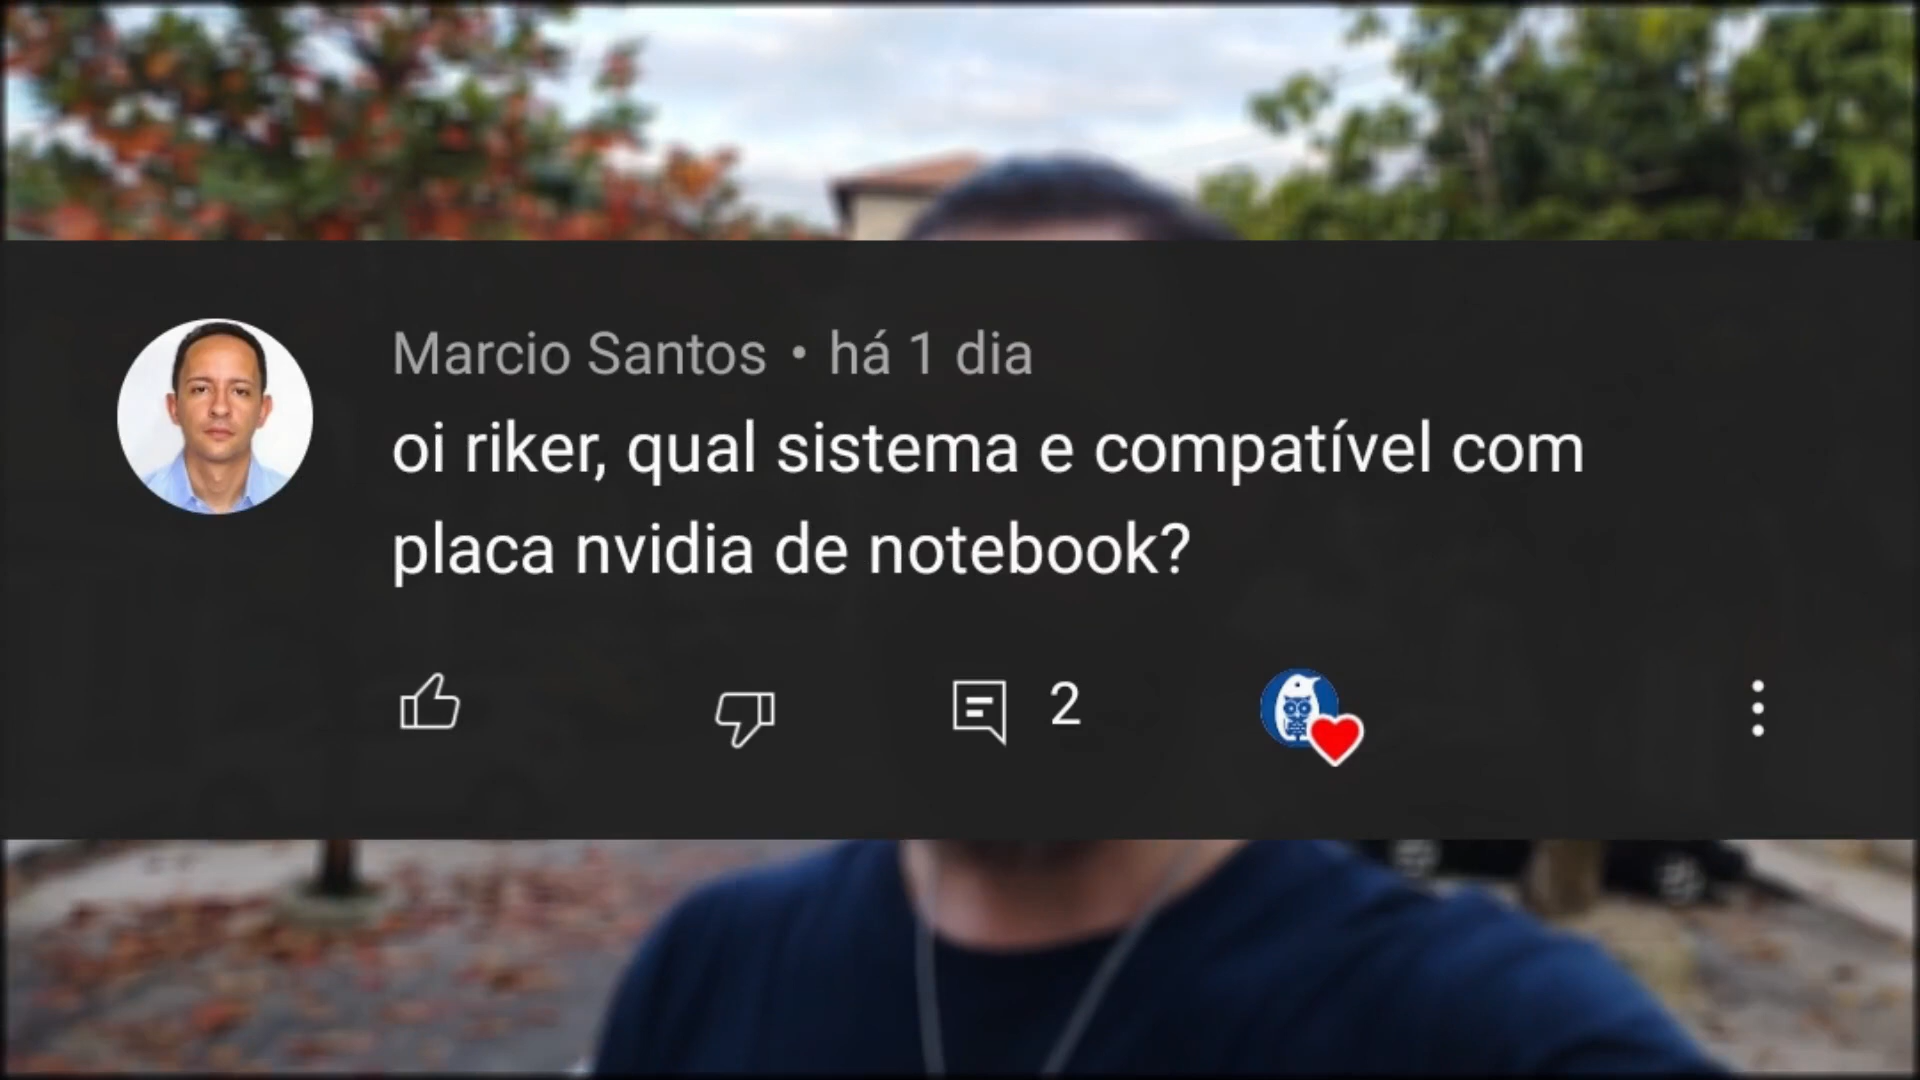 Marcio Santos • há 1 dia
oi riker, qual sistema e compatível com
placa nvidia de notebook?
2